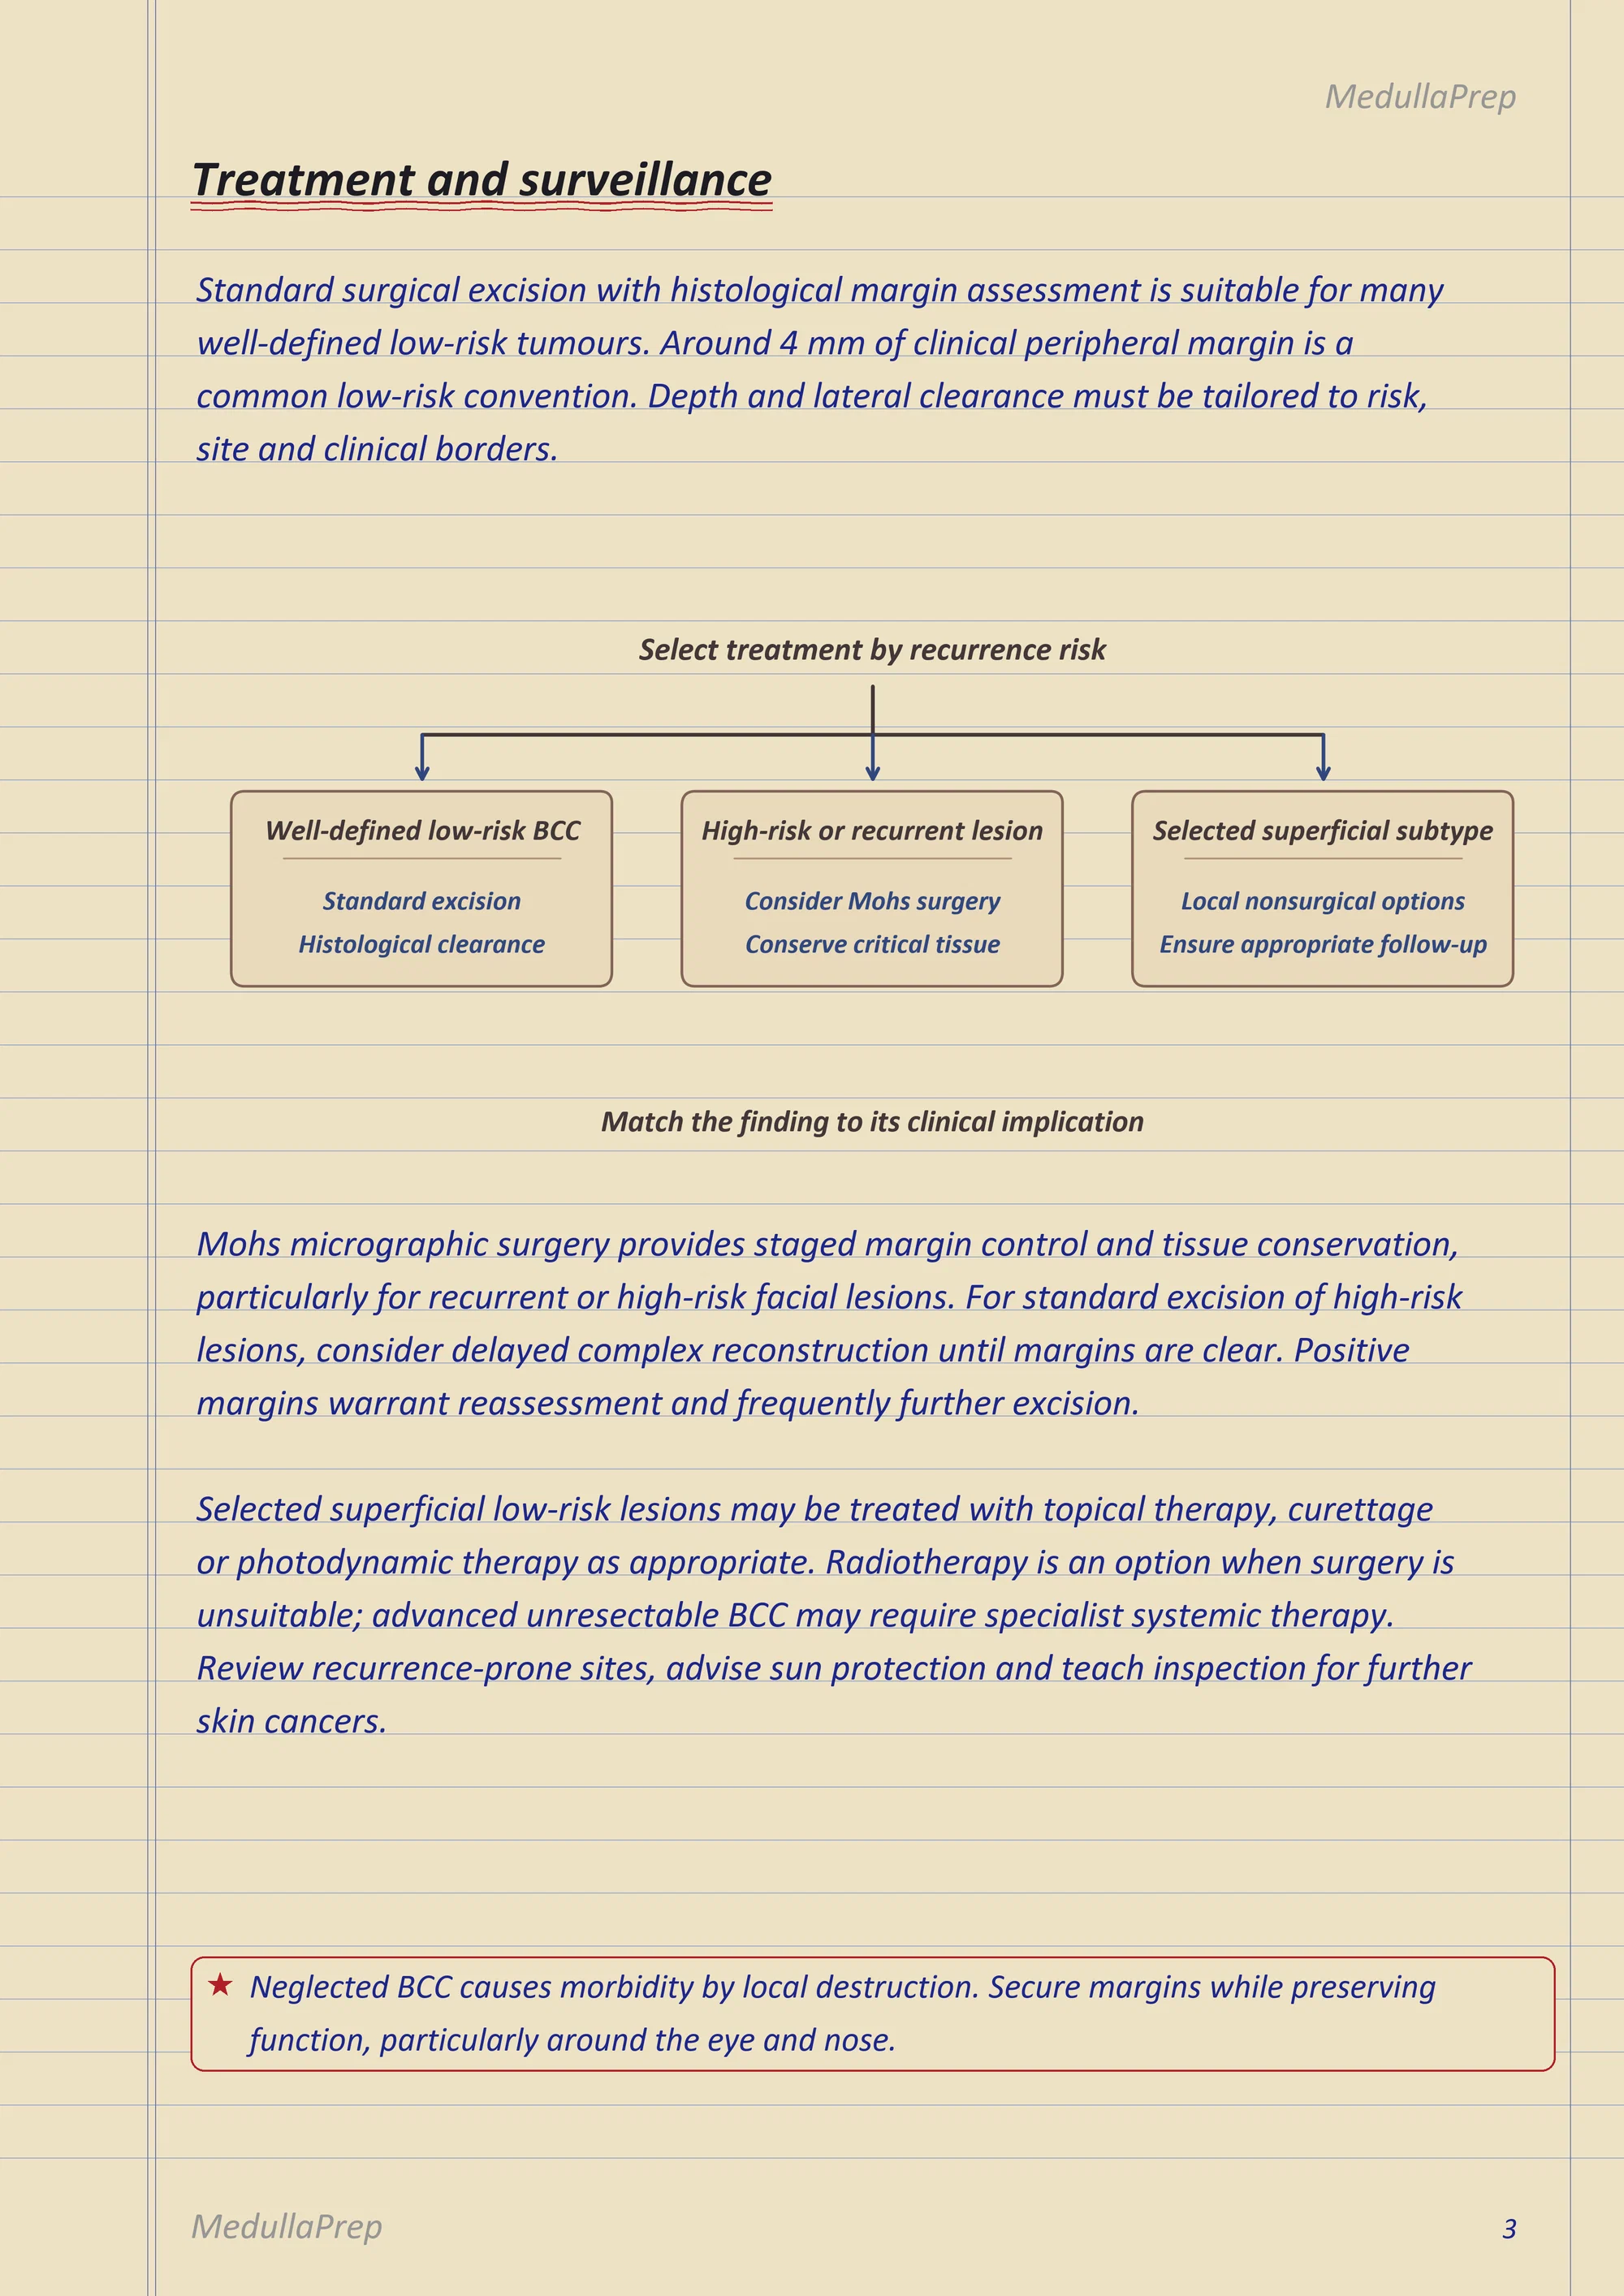 MedullaPrep
Treatment and surveillance
Standard surgical excision with histological margin assessment is suitable for many
well-defined low-risk tumours. Around 4 mm of clinical peripheral margin is a
common low-risk convention. Depth and lateral clearance must be tailored to risk,
site and clinical borders.
Select treatment by recurrence risk
Well-defined low-risk BCC
Standard excision
Histological clearance
High-risk or recurrent lesion
Consider Mohs surgery
Conserve critical tissue
Selected superficial subtype
Local nonsurgical options
Ensure appropriate follow-up
Match the finding to its clinical implication
Mohs micrographic surgery provides staged margin control and tissue conservation,
particularly for recurrent or high-risk facial lesions. For standard excision of high-risk
lesions, consider delayed complex reconstruction until margins are clear. Positive
margins warrant reassessment and frequently further excision.
Selected superficial low-risk lesions may be treated with topical therapy, curettage
or photodynamic therapy as appropriate. Radiotherapy is an option when surgery is
unsuitable; advanced unresectable BCC may require specialist systemic therapy.
Review recurrence-prone sites, advise sun protection and teach inspection for further
skin cancers.
★ Neglected BCC causes morbidity by local destruction. Secure margins while preserving
function, particularly around the eye and nose.
MedullaPrep
3